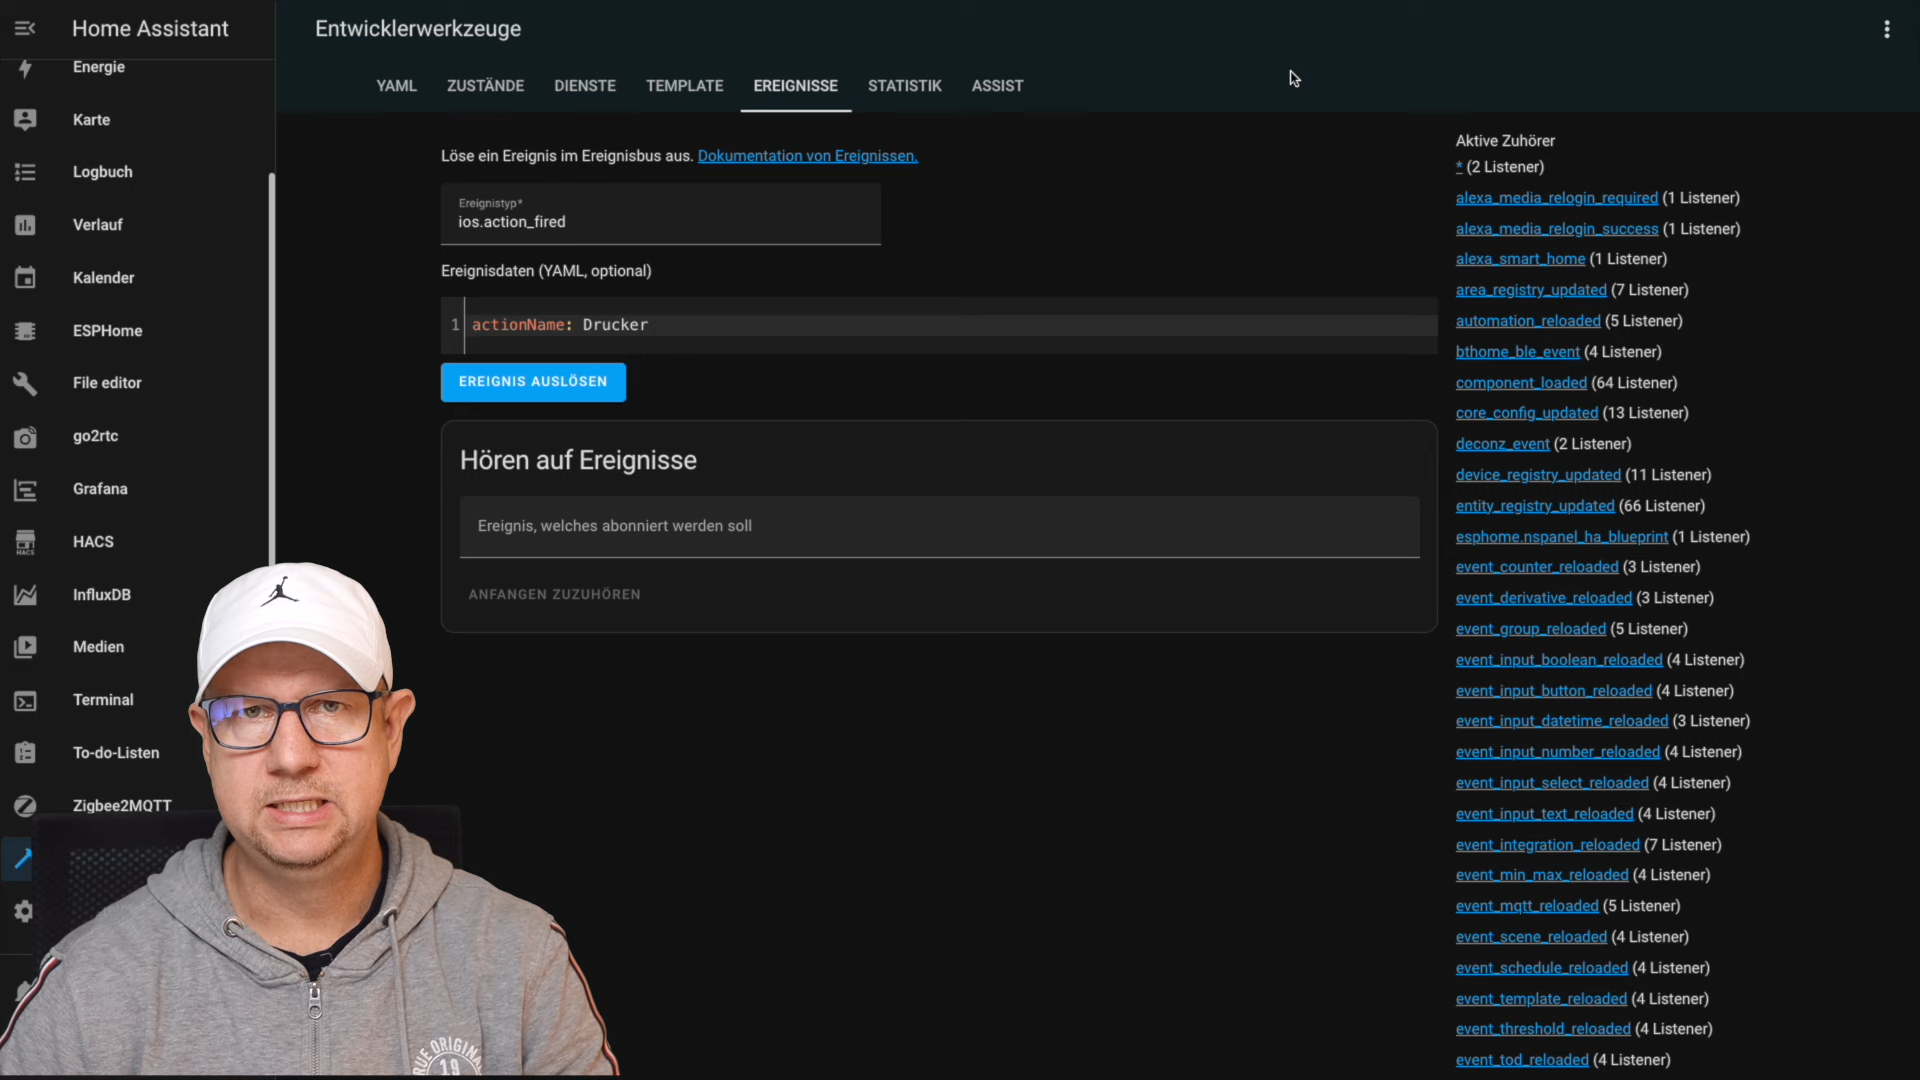 Home Assistant
Energie
Karte
Logbuch
Verlauf
Kalender
ESPHome
File editor
go2rtc
Grafana
HACS
HACS
InfluxDB
Medien
Terminal
To-do-Listen
Zigbee2MQTT
Entwicklerwerkzeuge
YAML ZUSTÄNDE DIENSTE TEMPLATE EREIGNISSE STATISTIK ASSIST
Löse ein Ereignis im Ereignisbus aus. Dokumentation von Ereignissen.
Ereignistyp*
ios.action_fired
Ereignisdaten (YAML, optional)
1 actionName: Drucker
EREIGNIS AUSLÖSEN
Hören auf Ereignisse
Ereignis, welches abonniert werden soll
ANFANGEN ZUZUHÖREN
Aktive Zuhörer
* (2 Listener)
alexa_media_relogin_required (1 Listener)
alexa_media_relogin_success (1 Listener)
alexa_smart_home (1 Listener)
area_registry_updated (7 Listener)
automation_reloaded (5 Listener)
bthome_ble_event (4 Listener)
component_loaded (64 Listener)
core_config_updated (13 Listener)
deconz_event (2 Listener)
device_registry_updated (11 Listener)
entity_registry_updated (66 Listener)
esphome.nspanel_ha_blueprint (1 Listener)
event_counter_reloaded (3 Listener)
event_derivative_reloaded (3 Listener)
event_group_reloaded (5 Listener)
event_input_boolean_reloaded (4 Listener)
event_input_button_reloaded (4 Listener)
event_input_datetime_reloaded (3 Listener)
event_input_number_reloaded (4 Listener)
event_input_select_reloaded (4 Listener)
event_input_text_reloaded (4 Listener)
event_integration_reloaded (7 Listener)
event_min_max_reloaded (4 Listener)
event_mqtt_reloaded (5 Listener)
event_scene_reloaded (4 Listener)
event_schedule_reloaded (4 Listener)
event_template_reloaded (4 Listener)
event_threshold_reloaded (4 Listener)
event_tod_reloaded (4 Listener)
ORIGINA
19